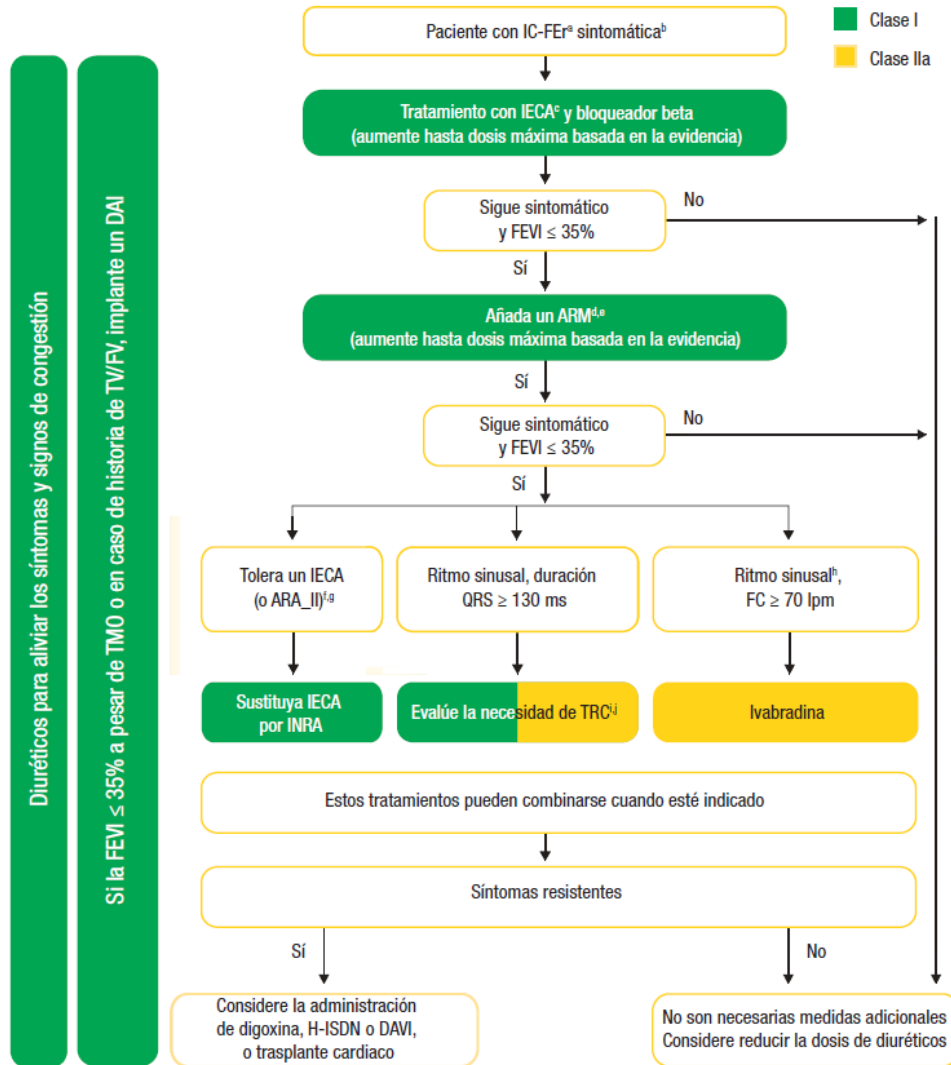 Clase I
Clase IIa
Paciente con IC-FErª sintomáticaᵇ
Tratamiento con IECAᶜ y bloqueador beta
(aumente hasta dosis máxima basada en la evidencia)
Sigue sintomático
y FEVI ≤ 35%
No
Sí
Añada un ARMᵈ,ᵉ
(aumente hasta dosis máxima basada en la evidencia)
Sí
Sigue sintomático
y FEVI ≤ 35%
No
Sí
Tolera un IECA
(o ARA_II)ᶠ,ᵍ
Ritmo sinusal, duración
QRS ≥ 130 ms
Ritmo sinusalʰ,
FC ≥ 70 lpm
Sustituya IECA
por INRA
Evalúe la necesidad de TRCⁱ,ʲ
Ivabradina
Estos tratamientos pueden combinarse cuando esté indicado
Síntomas resistentes
Sí
No
Considere la administración
de digoxina, H-ISDN o DAVI,
o trasplante cardiaco
No son necesarias medidas adicionales
Considere reducir la dosis de diuréticos
Diuréticos para aliviar los síntomas y signos de congestión
Si la FEVI ≤ 35% a pesar de TMO o en caso de historia de TV/FV, implante un DAI